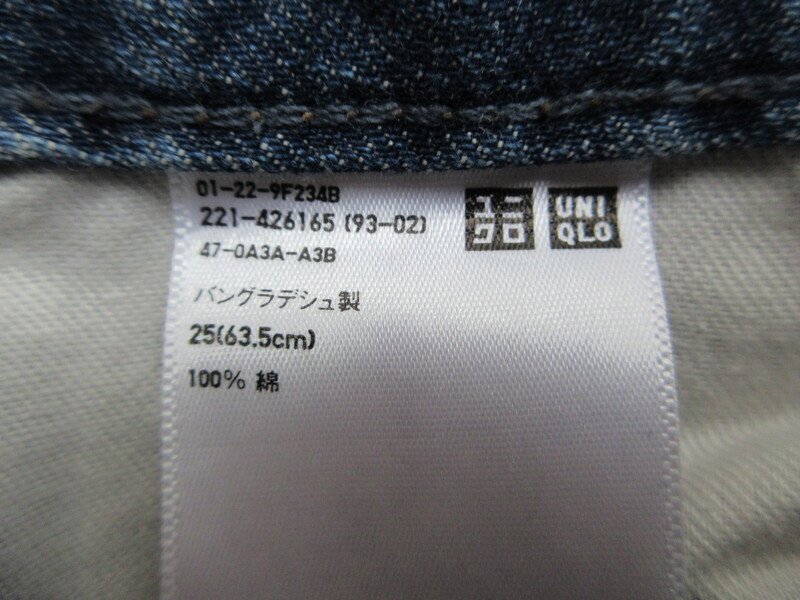 01-22-9F234B
221-426165 (93-02)
47-0A3A-A3B
バングラデシュ製
25(63.5cm)
100% 綿
ユニ
クロ
UNI
QLO